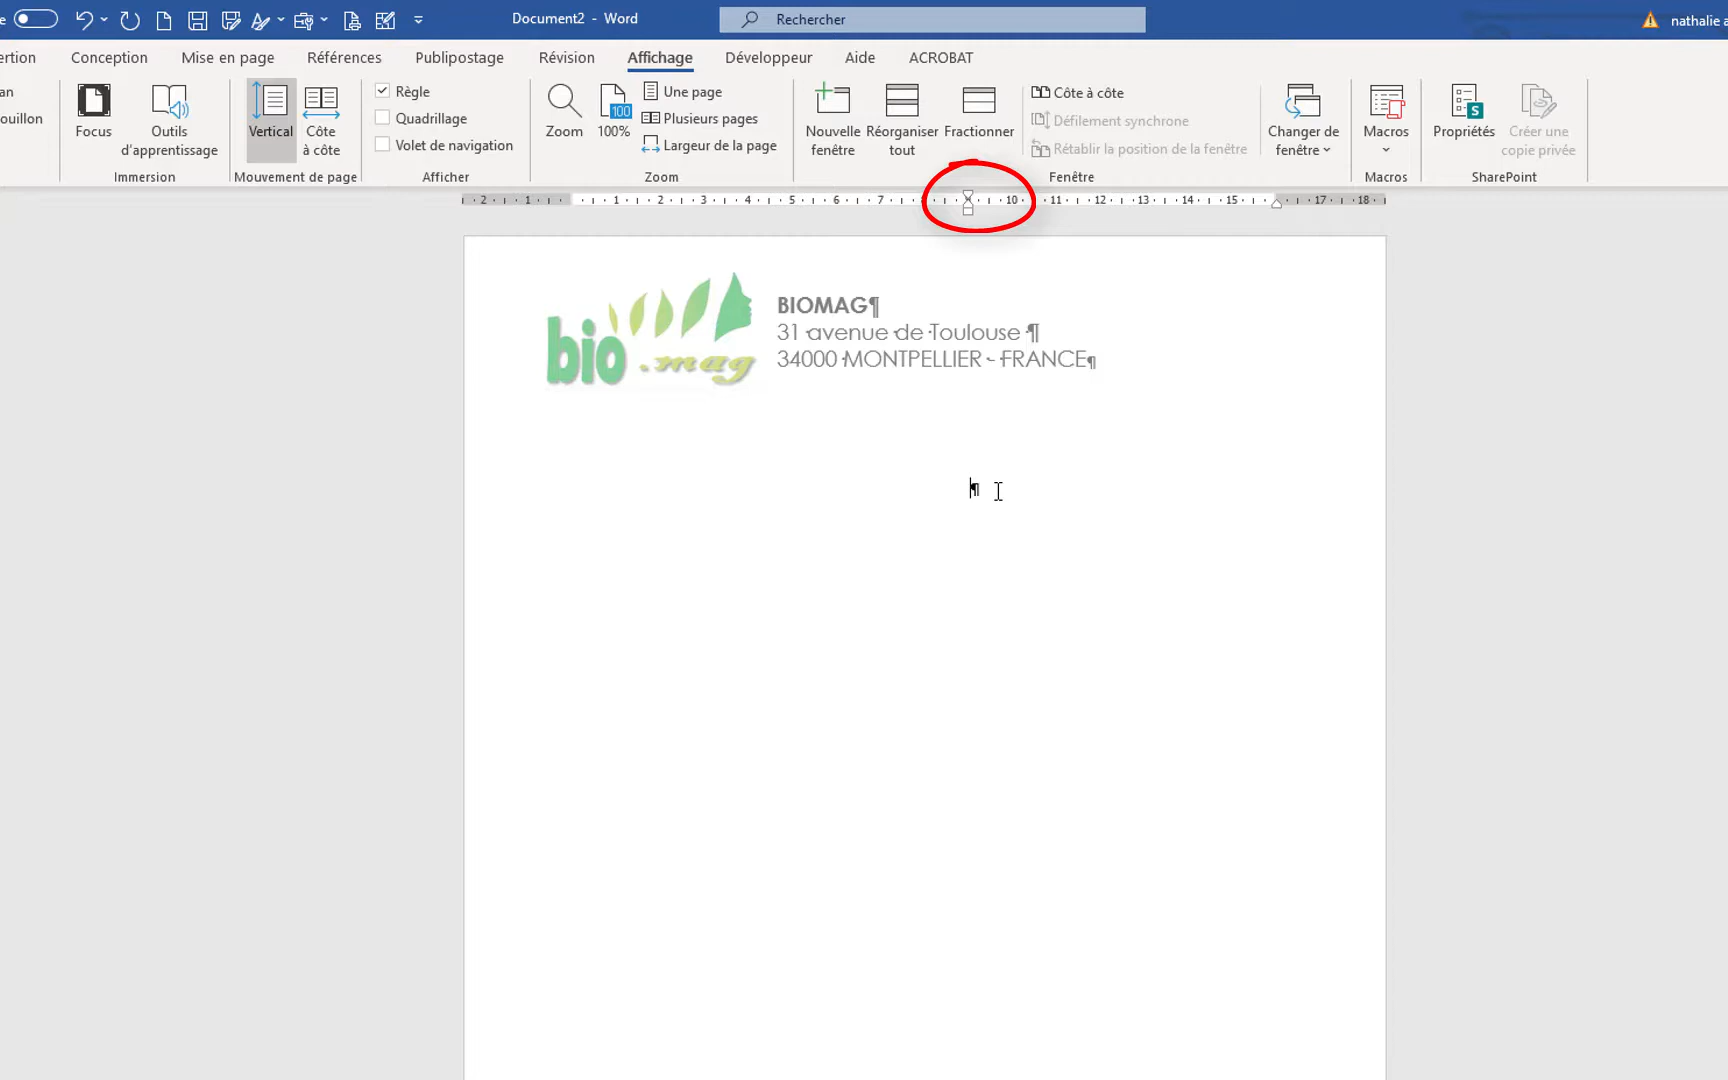 e Document2 - Word Rechercher nathalie a
ertion Conception Mise en page Références Publipostage Révision Affichage Développeur Aide ACROBAT
an
ouillon
Focus
Outils
d'apprentissage
Immersion
Vertical
Côte
à côte
Mouvement de page
Règle
Quadrillage
Volet de navigation
Afficher
Zoom
100
100%
Une page
Plusieurs pages
Largeur de la page
Zoom
Nouvelle
fenêtre
Réorganiser
tout
Fractionner
Côte à côte
Défilement synchrone
Rétablir la position de la fenêtre
Fenêtre
Changer de
fenêtre
Macros
Macros
S
Propriétés
Créer une
copie privée
SharePoint
2 1 1 2 3 4 5 6 7 10 11 12 13 14 15 17 18
bio.mag
BIOMAG¶
31·avenue·de·Toulouse·¶
34000·MONTPELLIER·-·FRANCE¶
¶